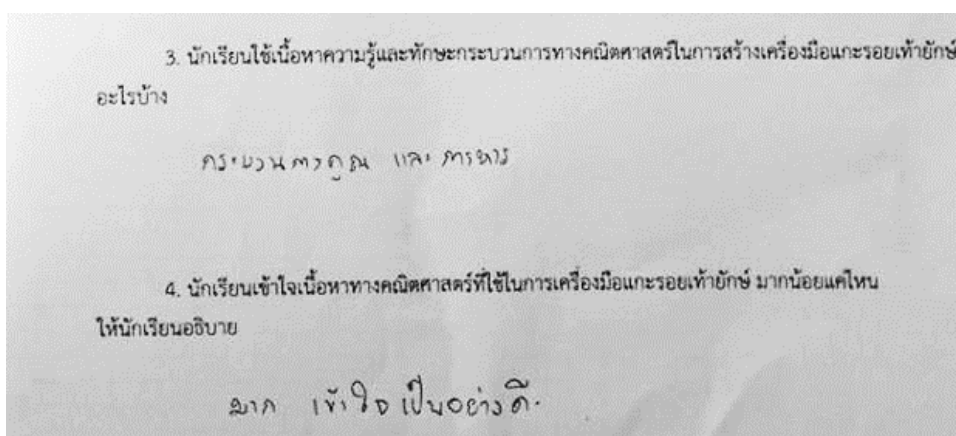 3. นักเรียนใช้เนื้อหาความรู้และทักษะกระบวนการทางคณิตศาสตร์ในการสร้างเครื่องมือแกะรอยเท้ายักษ์
อะไรบ้าง
กระบวนการคูณ และ การหาร
4. นักเรียนเข้าใจเนื้อหาทางคณิตศาสตร์ที่ใช้ในการเครื่องมือแกะรอยเท้ายักษ์ มากน้อยแค่ไหน
ให้นักเรียนอธิบาย
มาก เข้าใจเป็นอย่างดี.